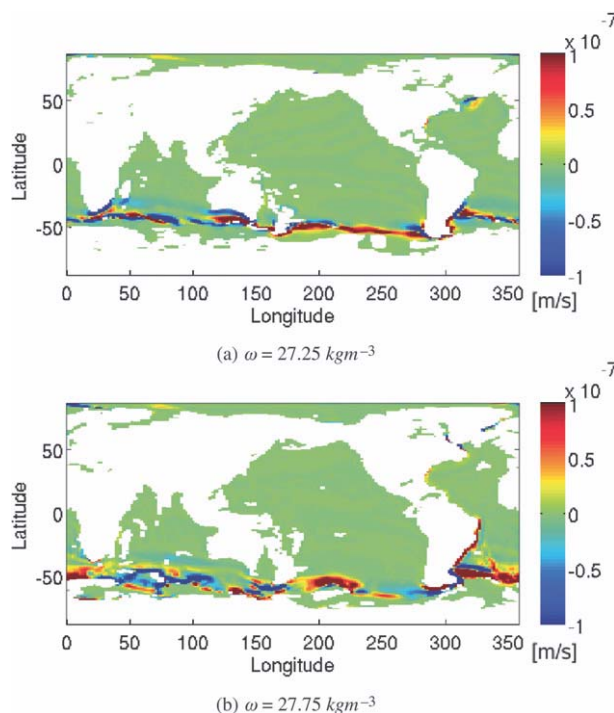 -7
x 10
1
50
0.5
Latitude
0
0
-0.5
-50
-1
0 50 100 150 200 250 300 350
[m/s]
Longitude
(a) ω = 27.25 kgm⁻³
-7
x 10
1
50
0.5
Latitude
0
0
-0.5
-50
-1
0 50 100 150 200 250 300 350
Longitude
[m/s]
(b) ω = 27.75 kgm⁻³